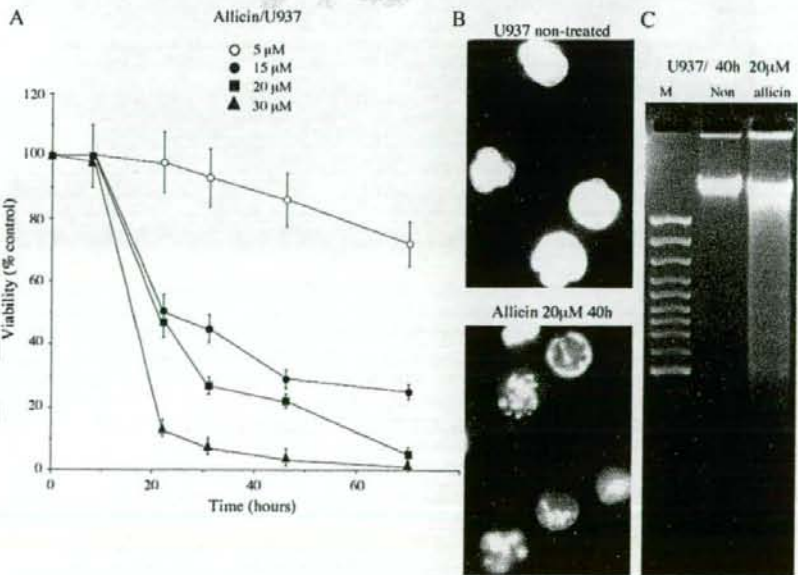 A
Allicin/U937
5 µM
15 µM
20 µM
30 µM
120
100
80
60
40
20
0
Viability (% control)
0
20
40
60
Time (hours)
B
U937 non-treated
Allicin 20µM 40h
C
U937/ 40h 20µM
M Non allicin